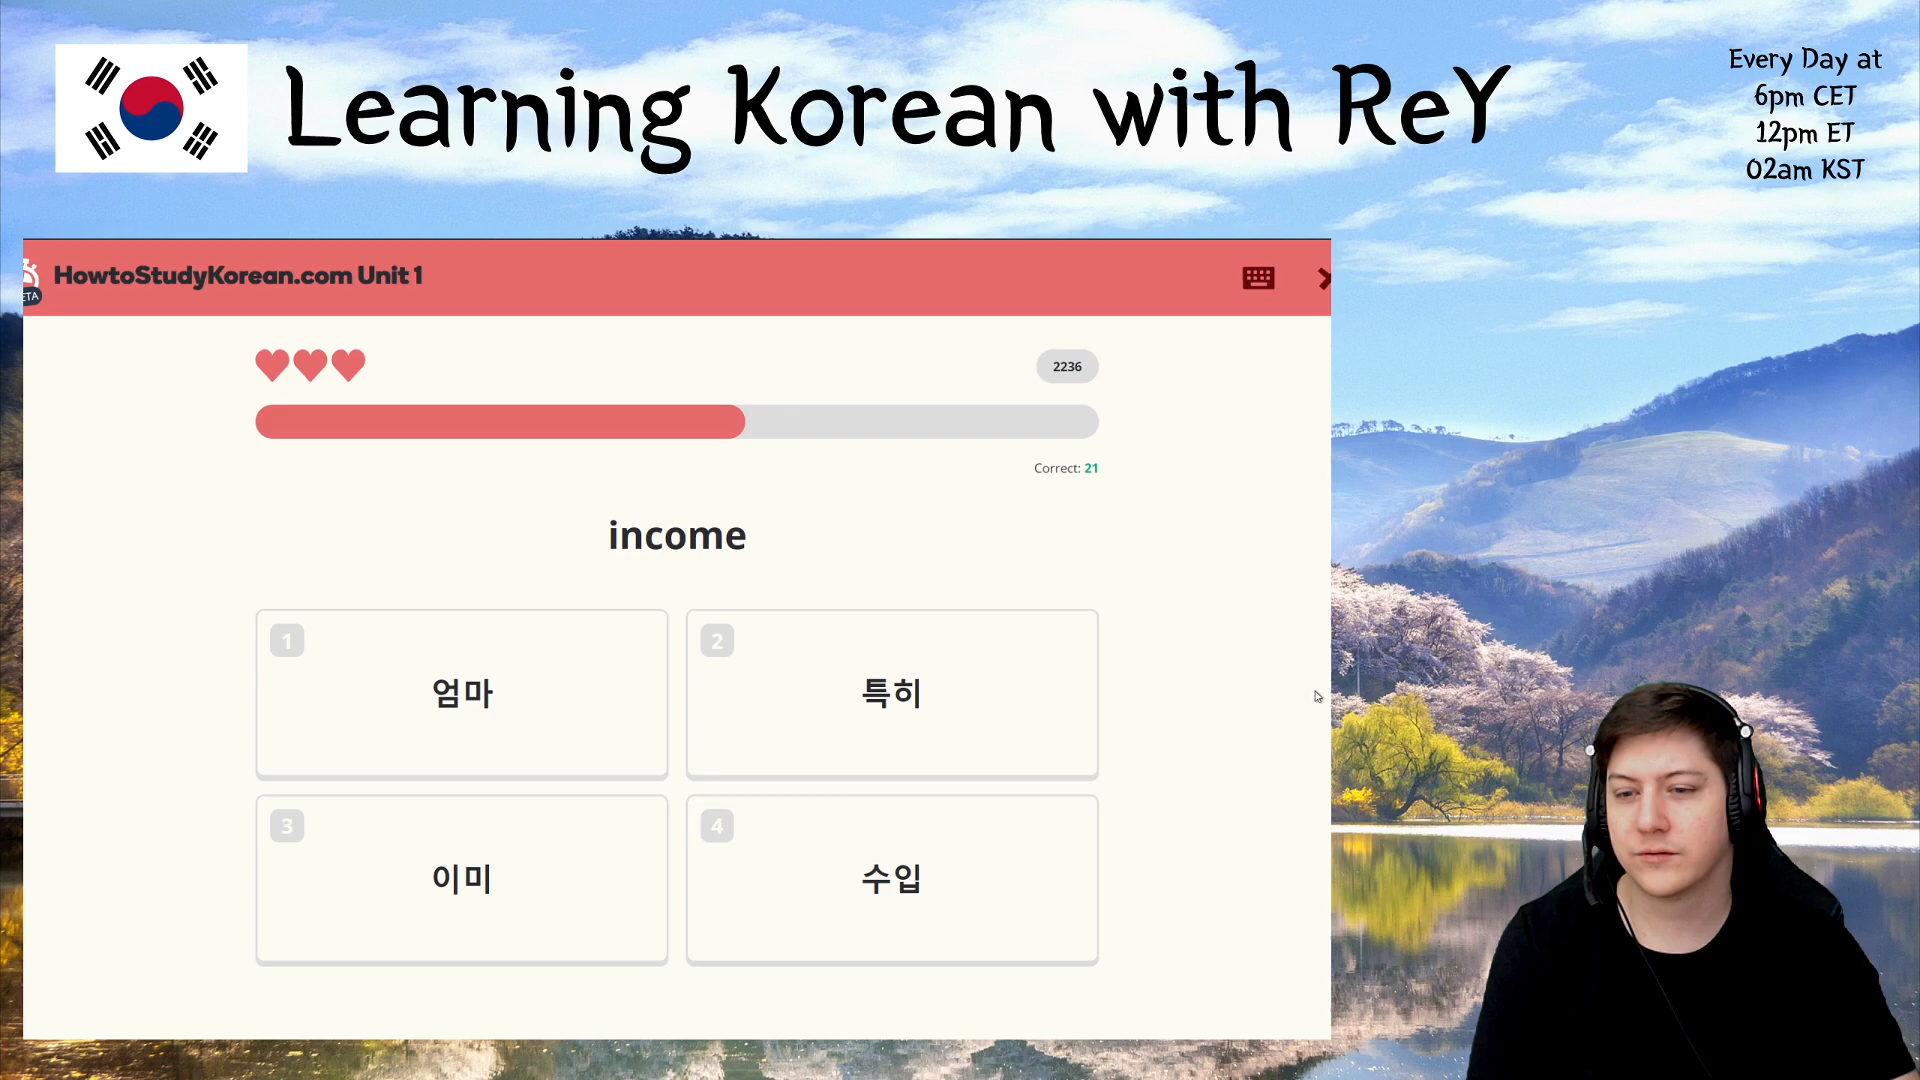 Learning Korean with ReY
Every Day at
6pm CET
12pm ET
02am KST
HowtoStudyKorean.com Unit 1
ETA
2236
Correct: 21
income
1
엄마
2
특히
3
이미
4
수입